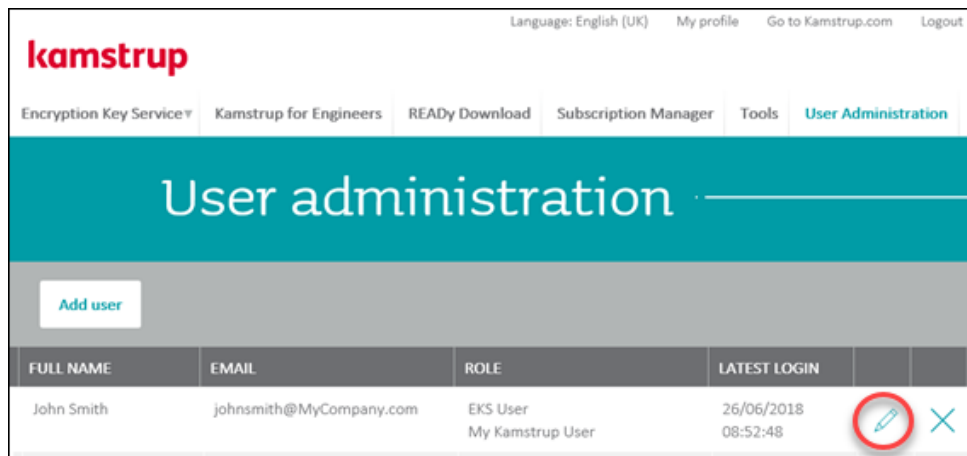 Language: English (UK) My profile Go to Kamstrup.com Logout
kamstrup
Encryption Key Service Kamstrup for Engineers READy Download Subscription Manager Tools User Administration
User administration
Add user
FULL NAME EMAIL ROLE LATEST LOGIN
John Smith johnsmith@MyCompany.com EKS User 26/06/2018
My Kamstrup User 08:52:48